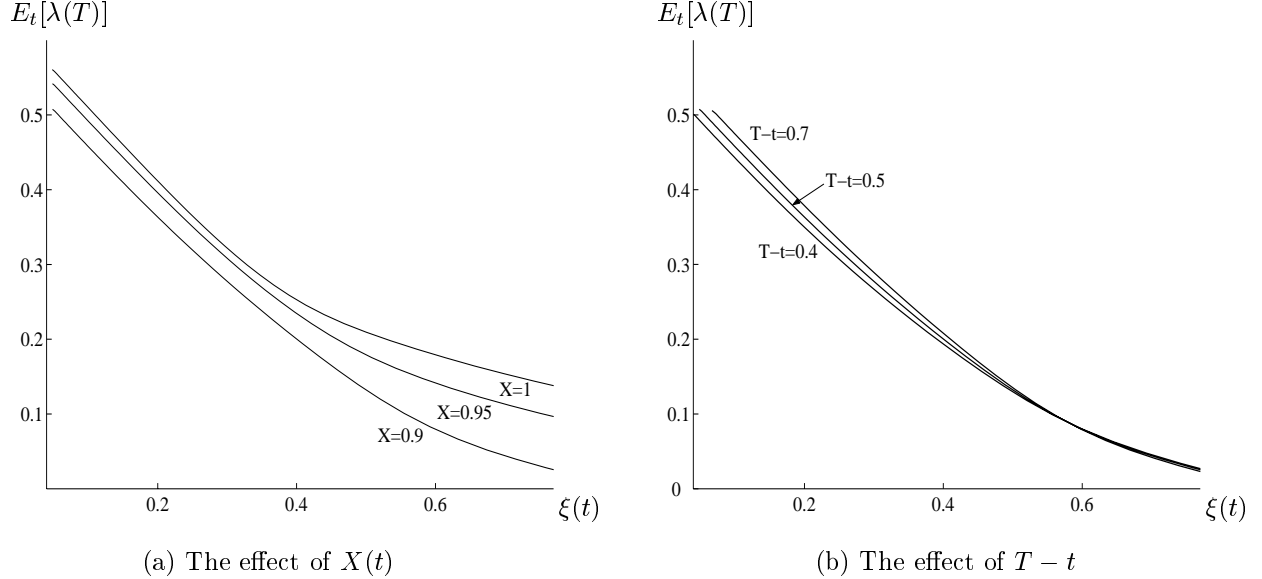 E_t[λ(T)]
0.5
0.4
0.3
0.2
0.1
X=1
X=0.95
X=0.9
0.2 0.4 0.6 ξ(t)
(a) The effect of X(t)
E_t[λ(T)]
0.5
0.4
0.3
0.2
0.1
0
T−t=0.7
T−t=0.5
T−t=0.4
0.2 0.4 0.6 ξ(t)
(b) The effect of T − t